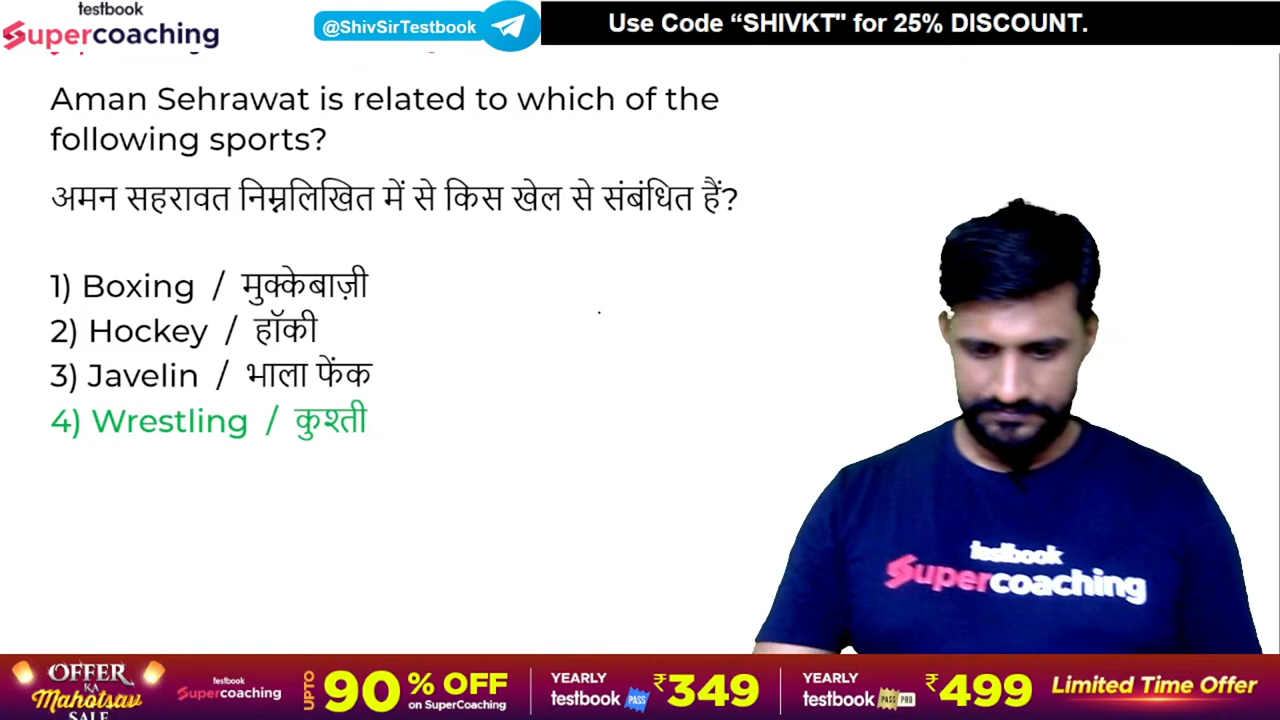 testbook
Supercoaching
@ShivSirTestbook
Use Code “SHIVKT" for 25% DISCOUNT.
Aman Sehrawat is related to which of the
following sports?
अमन सहरावत निम्नलिखित में से किस खेल से संबंधित हैं?
1) Boxing / मुक्केबाज़ी
2) Hockey / हॉकी
3) Javelin / भाला फेंक
4) Wrestling / कुश्ती
testbook
Supercoaching
OFFER
KA
Mahotsav
SALE
testbook
Supercoaching
UPTO
90% OFF
on SuperCoaching
YEARLY
testbook PASS
₹349
YEARLY
testbook PASS PRO
₹499
Limited Time Offer